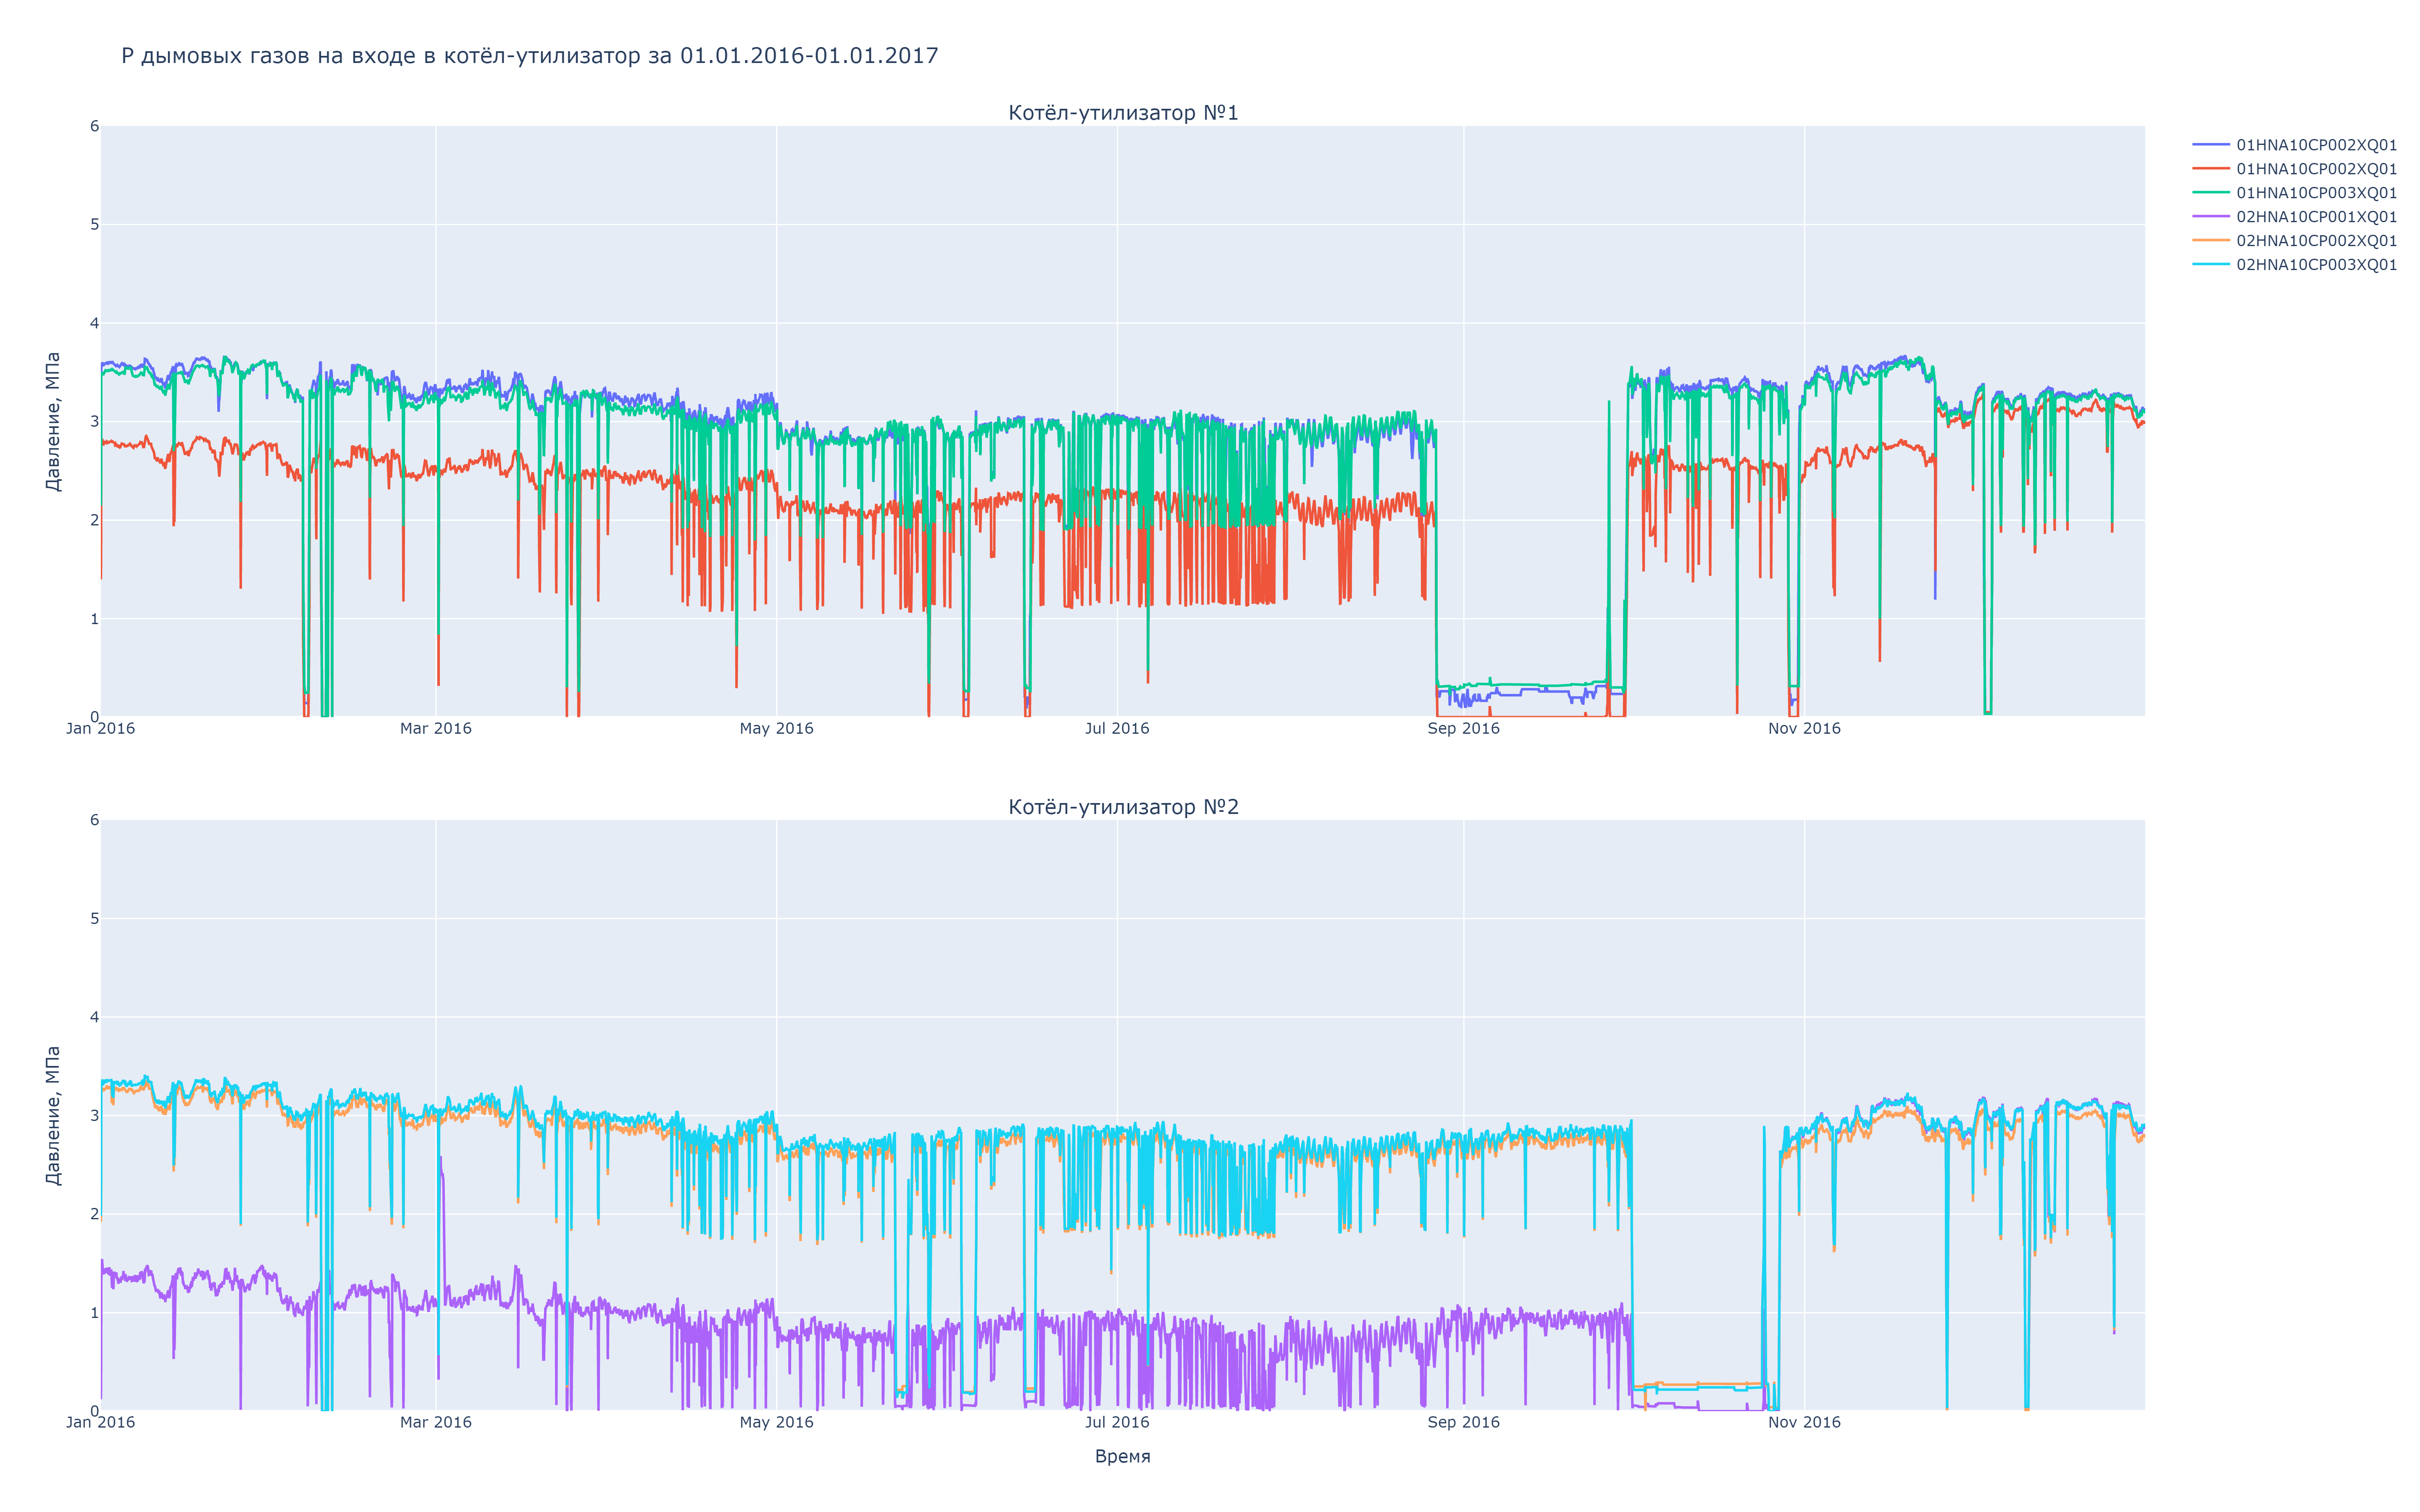 P дымовых газов на входе в котёл-утилизатор за 01.01.2016-01.01.2017
Котёл-утилизатор №1
6
5
4
3
2
1
0
Давление, МПа
Jan 2016
Mar 2016
May 2016
Jul 2016
Sep 2016
Nov 2016
01HNA10CP002XQ01
01HNA10CP002XQ01
01HNA10CP003XQ01
02HNA10CP001XQ01
02HNA10CP002XQ01
02HNA10CP003XQ01
Котёл-утилизатор №2
6
5
4
3
2
1
0
Давление, МПа
Jan 2016
Mar 2016
May 2016
Jul 2016
Sep 2016
Nov 2016
Время